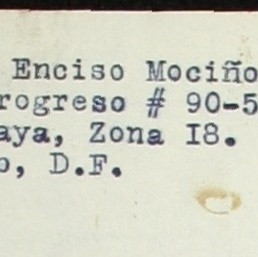 Enciso Mociño
rogreso # 90-5
aya, Zona I8.
o, D.F.